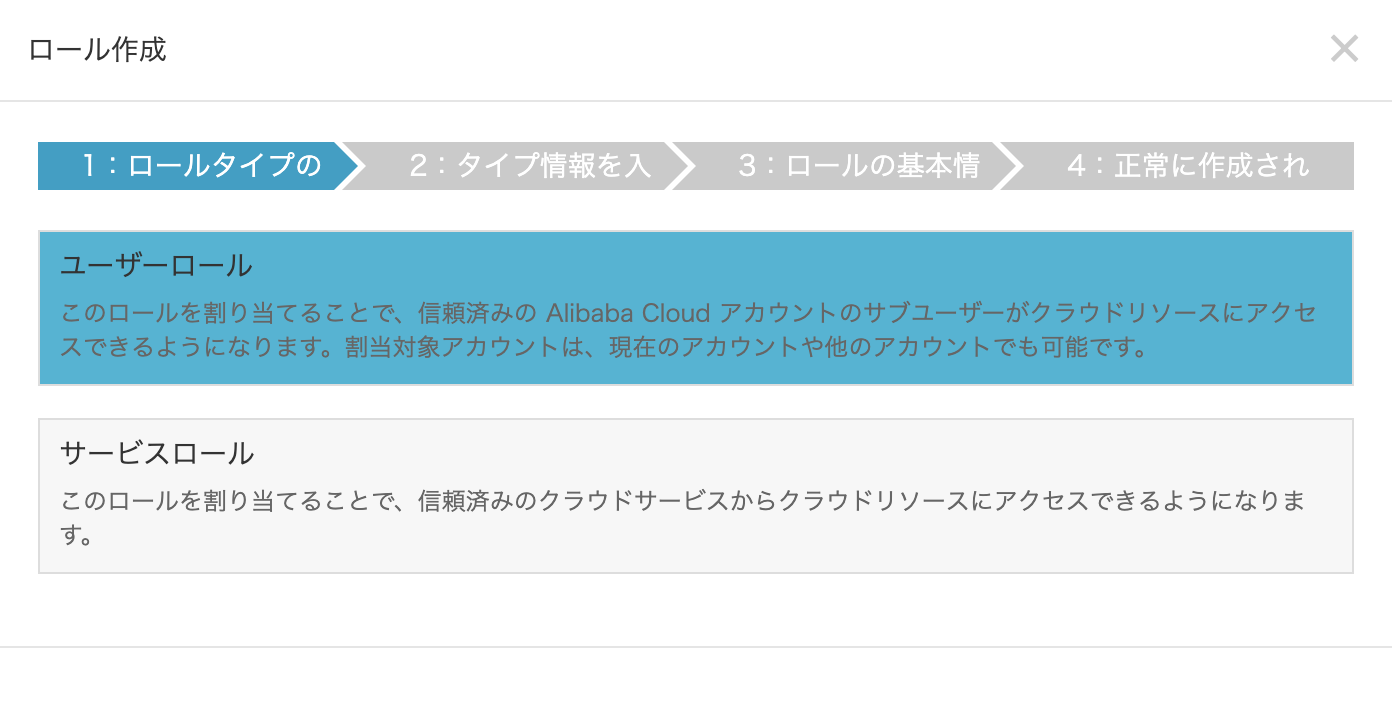 ロール作成
1：ロールタイプの
2：タイプ情報を入
3：ロールの基本情
4：正常に作成され
ユーザーロール
このロールを割り当てることで、信頼済みの Alibaba Cloud アカウントのサブユーザーがクラウドリソースにアクセ
スできるようになります。割当対象アカウントは、現在のアカウントや他のアカウントでも可能です。
サービスロール
このロールを割り当てることで、信頼済みのクラウドサービスからクラウドリソースにアクセスできるようになりま
す。